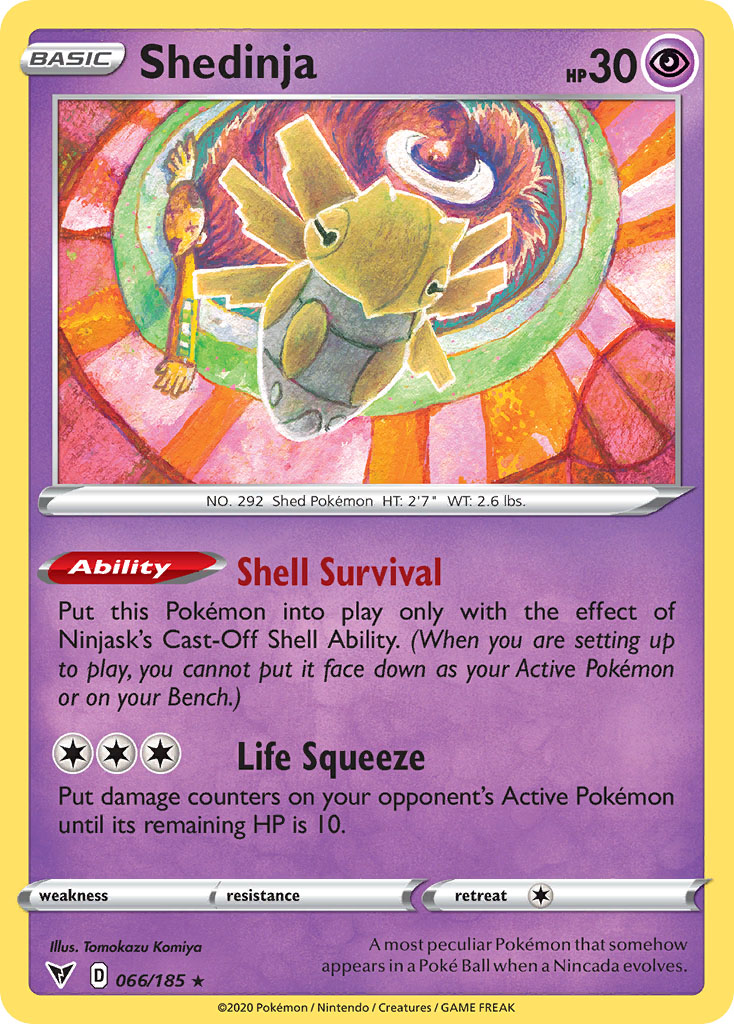 BASIC Shedinja HP30
NO. 292 Shed Pokémon HT: 2'7" WT: 2.6 lbs.
Ability Shell Survival
Put this Pokémon into play only with the effect of
Ninjask's Cast-Off Shell Ability. (When you are setting up
to play, you cannot put it face down as your Active Pokémon
or on your Bench.)
Life Squeeze
Put damage counters on your opponent's Active Pokémon
until its remaining HP is 10.
weakness resistance retreat
Illus. Tomokazu Komiya
A most peculiar Pokémon that somehow
appears in a Poké Ball when a Nincada evolves.
D 066/185 ★
©2020 Pokémon / Nintendo / Creatures / GAME FREAK